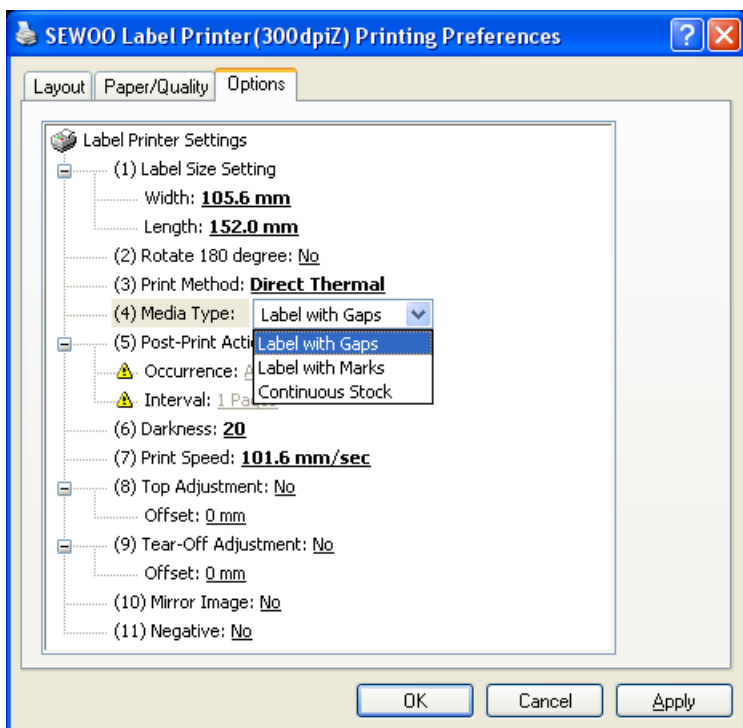 SEWOO Label Printer(300dpiZ) Printing Preferences
Layout Paper/Quality Options
Label Printer Settings
(1) Label Size Setting
Width: 105.6 mm
Length: 152.0 mm
(2) Rotate 180 degree: No
(3) Print Method: Direct Thermal
(4) Media Type: Label with Gaps
(5) Post-Print Acti
Label with Gaps
Occurrence:
Label with Marks
Interval: 1
Continuous Stock
(6) Darkness: 20
(7) Print Speed: 101.6 mm/sec
(8) Top Adjustment: No
Offset: 0 mm
(9) Tear-Off Adjustment: No
Offset: 0 mm
(10) Mirror Image: No
(11) Negative: No
OK Cancel Apply